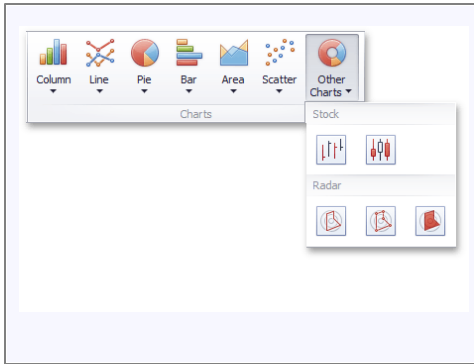 Column Line Pie Bar Area Scatter Other
Charts
Charts
Stock
Radar